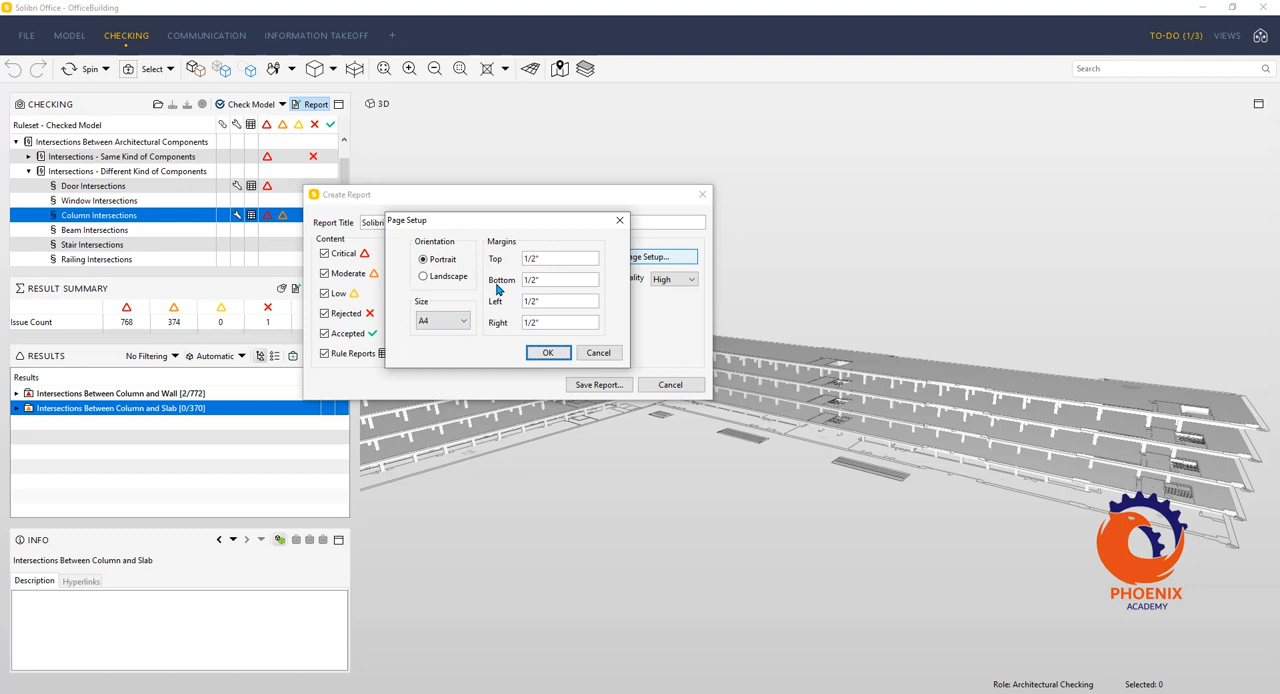 Solibri Office - OfficeBuilding
FILE MODEL CHECKING COMMUNICATION INFORMATION TAKEOFF + TO-DO (1/3) VIEWS
Spin Select Search
CHECKING Check Model Report 3D
Ruleset - Checked Model
Intersections Between Architectural Components
Intersections - Same Kind of Components
Intersections - Different Kind of Components
Door Intersections
Window Intersections
Column Intersections
Beam Intersections
Stair Intersections
Railing Intersections
RESULT SUMMARY
Issue Count 768 374 0 1
RESULTS No Filtering Automatic
Results
Intersections Between Column and Wall [2/772]
Intersections Between Column and Slab [0/370]
INFO
Intersections Between Column and Slab
Description Hyperlinks
Create Report
Report Title Solibri
Content
Critical
Moderate
Low
Rejected
Accepted
Rule Reports
age Setup...
ality High
Save Report... Cancel
Page Setup
Orientation
Portrait
Landscape
Size
A4
Margins
Top 1/2"
Bottom 1/2"
Left 1/2"
Right 1/2"
OK Cancel
PHOENIX
ACADEMY
Role: Architectural Checking Selected: 0